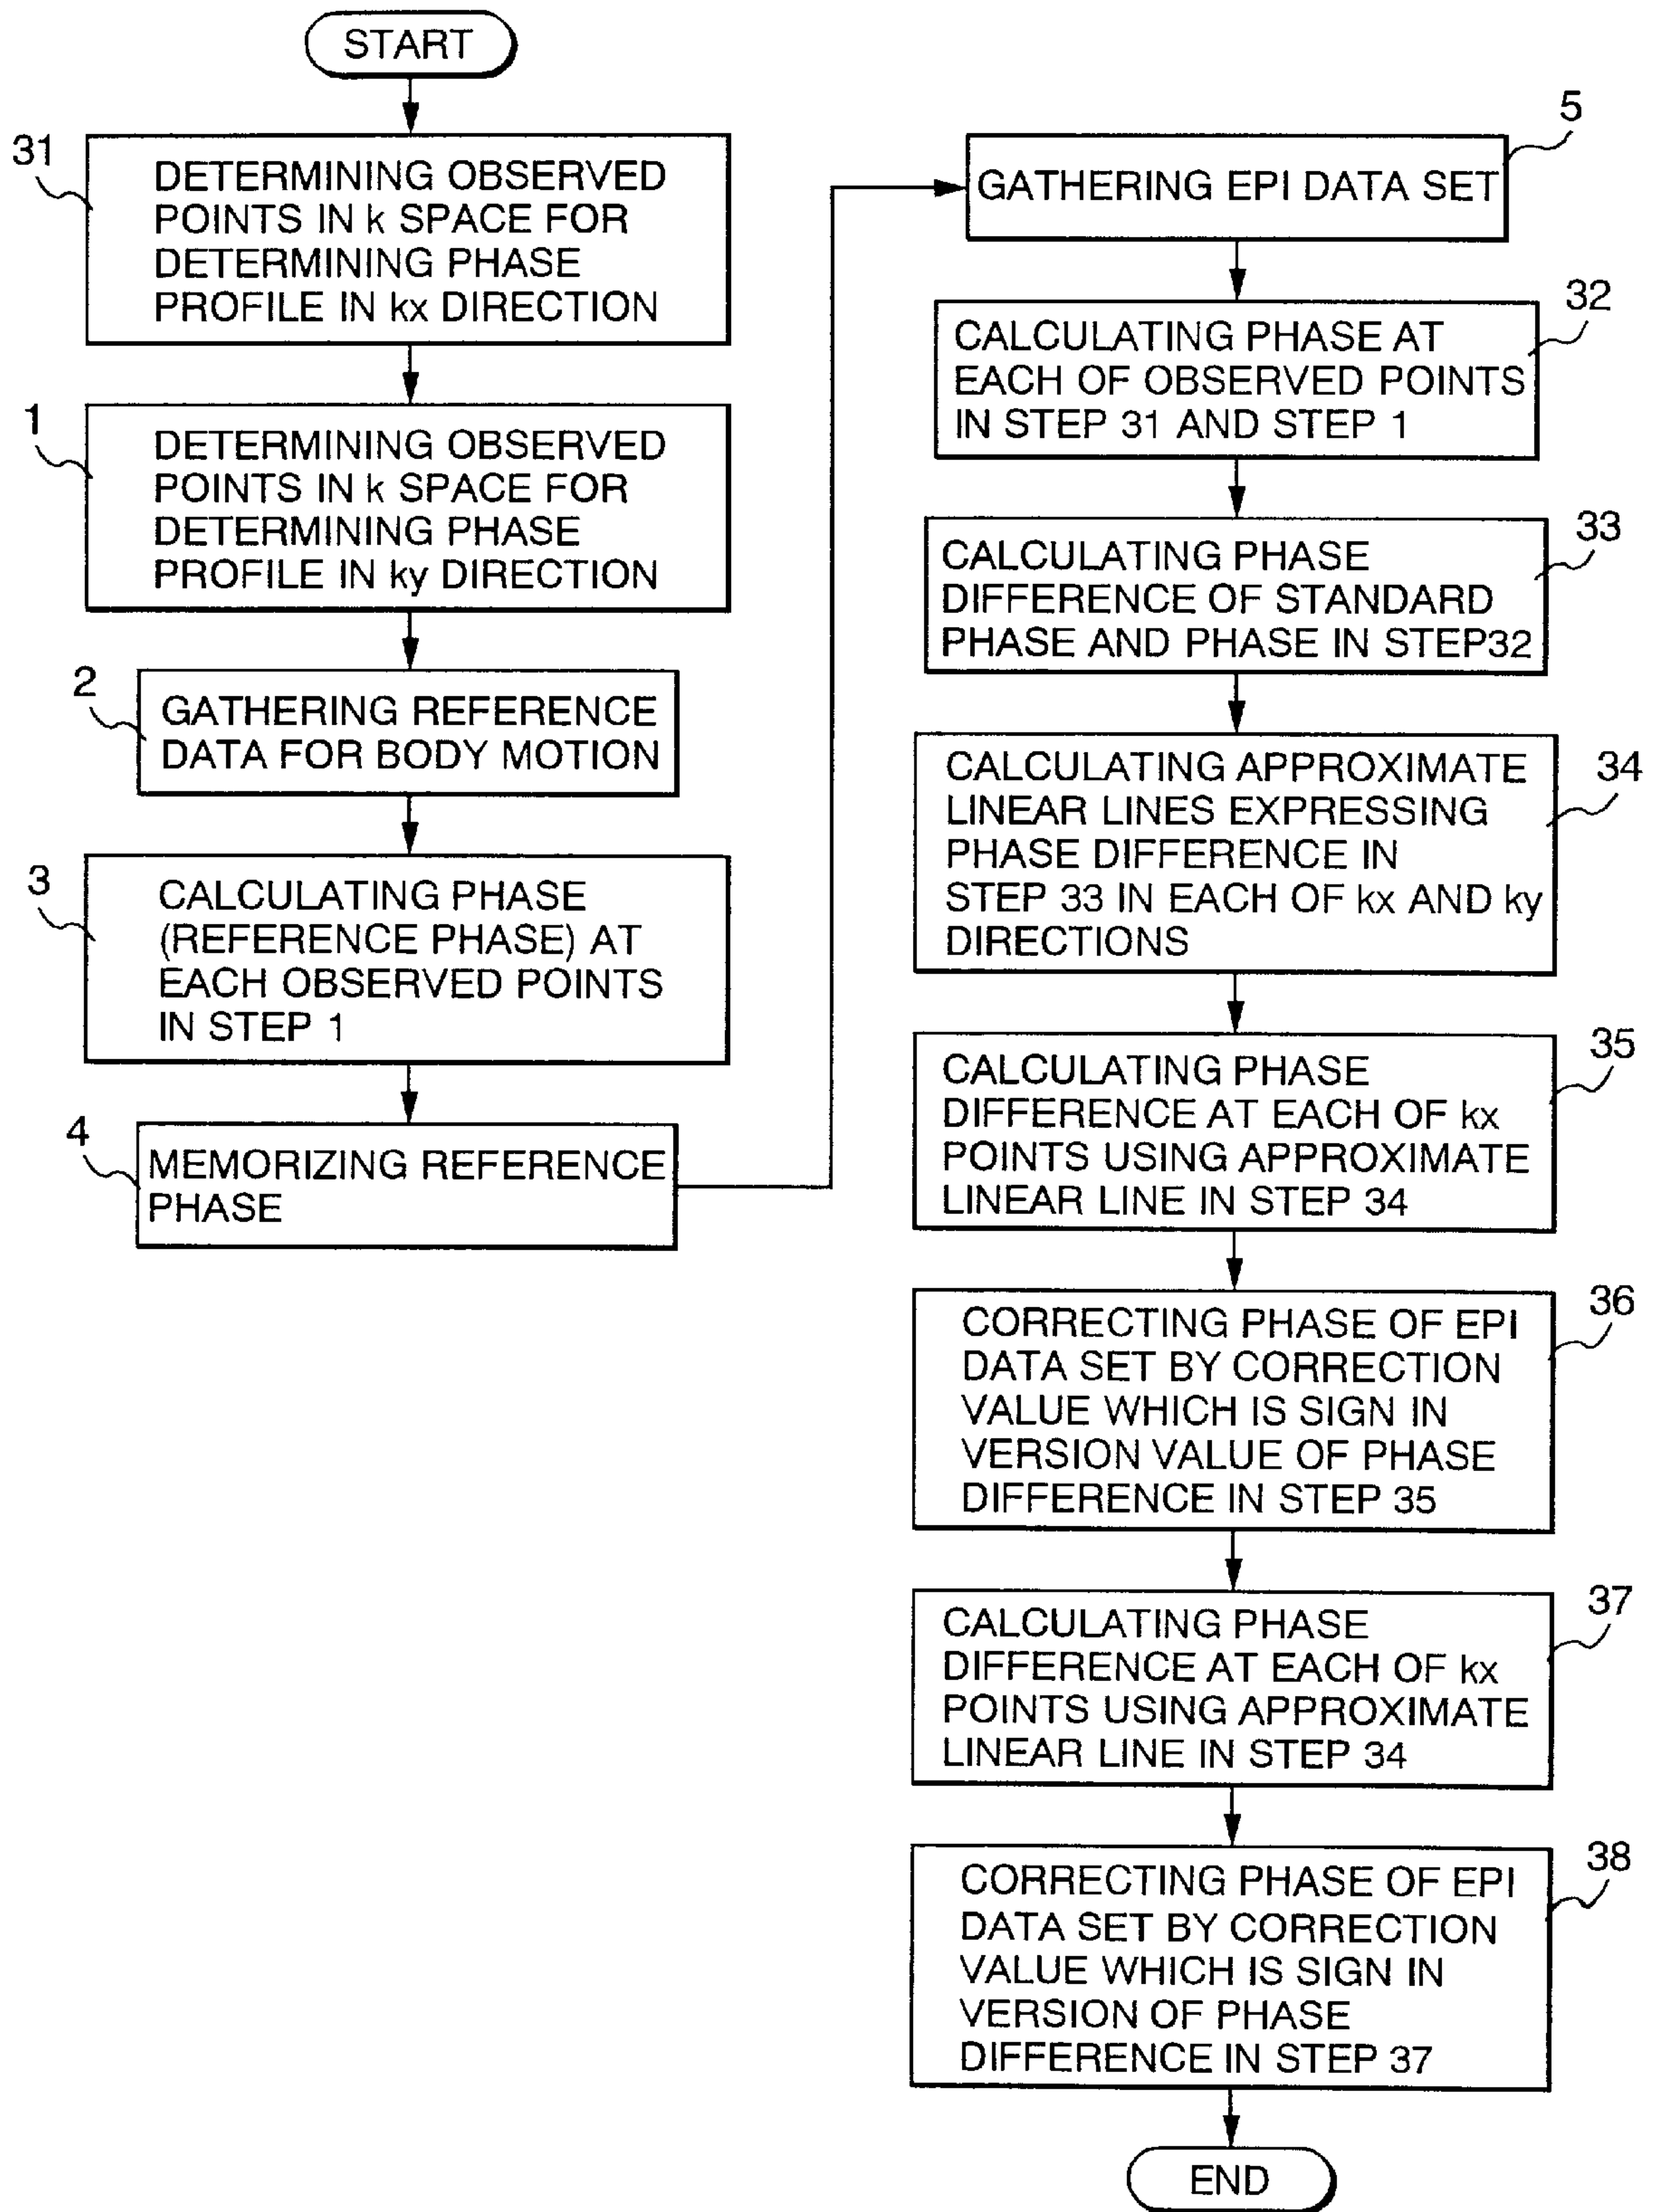 START
31
DETERMINING OBSERVED
POINTS IN k SPACE FOR
DETERMINING PHASE
PROFILE IN kx DIRECTION
1
DETERMINING OBSERVED
POINTS IN k SPACE FOR
DETERMINING PHASE
PROFILE IN ky DIRECTION
2
GATHERING REFERENCE
DATA FOR BODY MOTION
3
CALCULATING PHASE
(REFERENCE PHASE) AT
EACH OBSERVED POINTS
IN STEP 1
4
MEMORIZING REFERENCE
PHASE
5
GATHERING EPI DATA SET
32
CALCULATING PHASE AT
EACH OF OBSERVED POINTS
IN STEP 31 AND STEP 1
33
CALCULATING PHASE
DIFFERENCE OF STANDARD
PHASE AND PHASE IN STEP32
34
CALCULATING APPROXIMATE
LINEAR LINES EXPRESSING
PHASE DIFFERENCE IN
STEP 33 IN EACH OF kx AND ky
DIRECTIONS
35
CALCULATING PHASE
DIFFERENCE AT EACH OF kx
POINTS USING APPROXIMATE
LINEAR LINE IN STEP 34
36
CORRECTING PHASE OF EPI
DATA SET BY CORRECTION
VALUE WHICH IS SIGN IN
VERSION VALUE OF PHASE
DIFFERENCE IN STEP 35
37
CALCULATING PHASE
DIFFERENCE AT EACH OF kx
POINTS USING APPROXIMATE
LINEAR LINE IN STEP 34
38
CORRECTING PHASE OF EPI
DATA SET BY CORRECTION
VALUE WHICH IS SIGN IN
VERSION OF PHASE
DIFFERENCE IN STEP 37
END